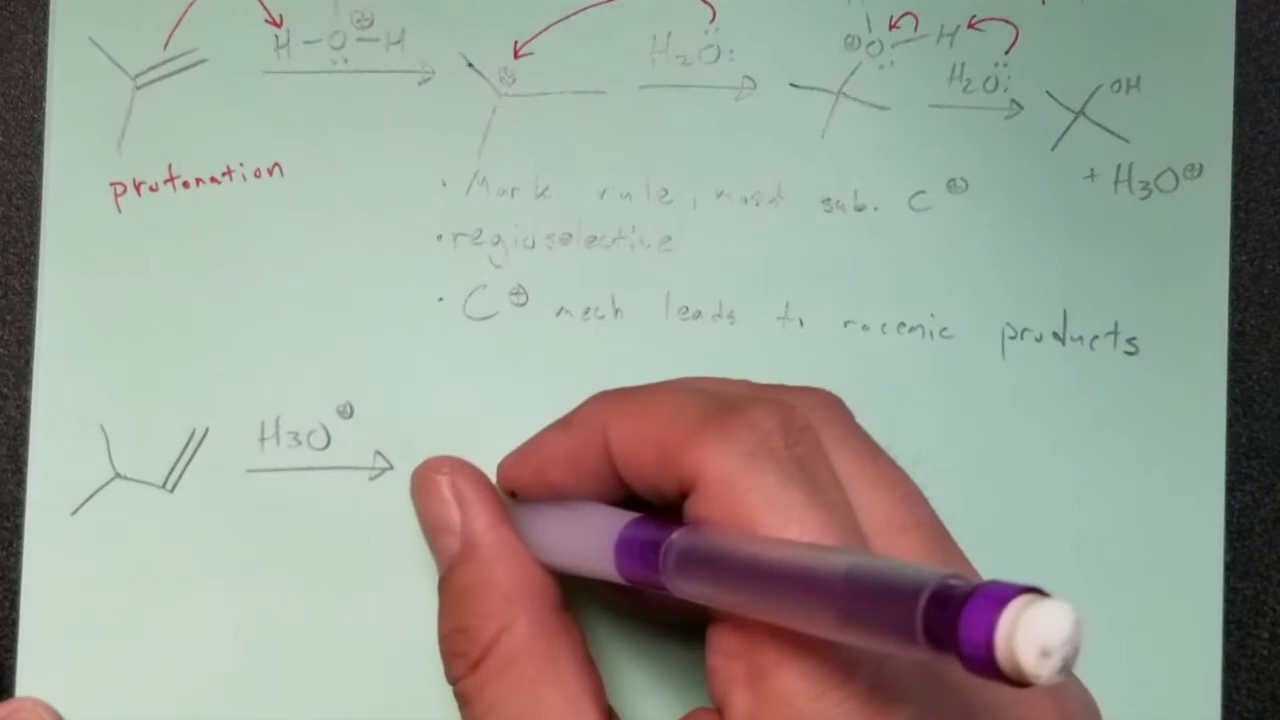 H-O⊕-H H2O: ⊕O-H H2O: OH
⊕
protonation
+ H3O⊕
• Mark rule, most sub. C⊕
• regioselective
• C⊕ mech leads to racemic products
H3O⊕